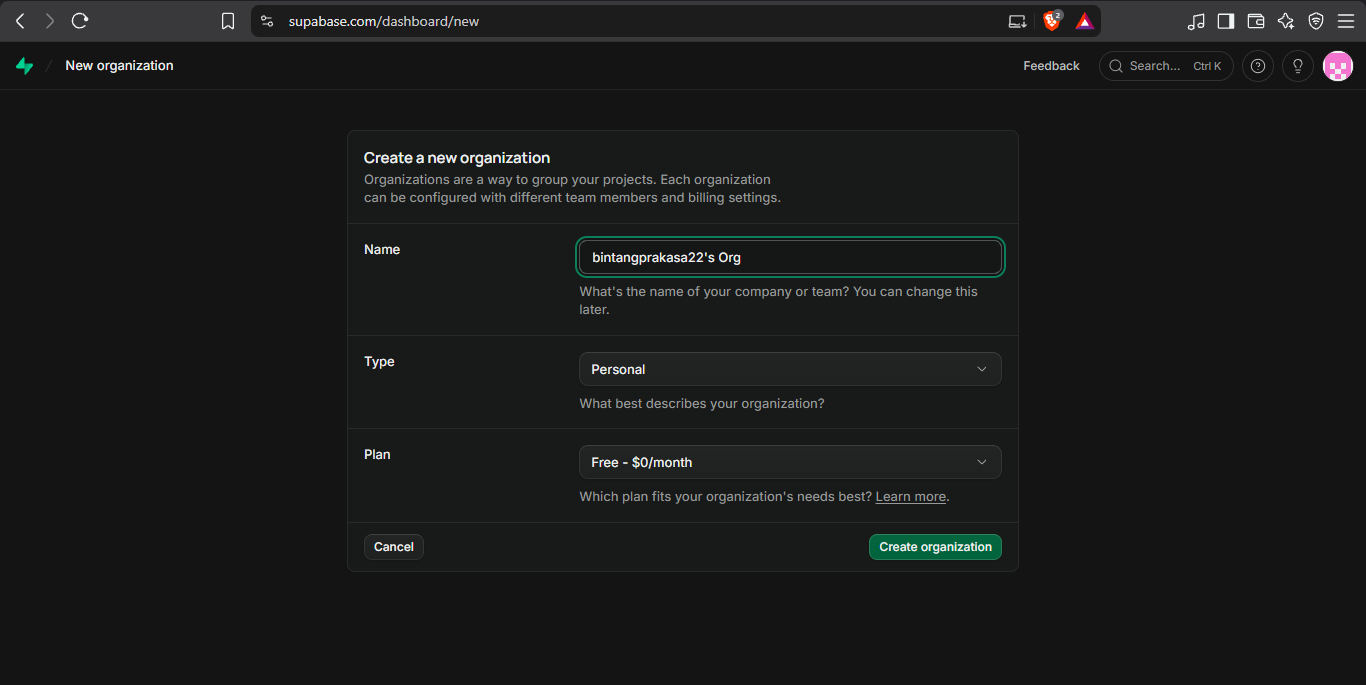 supabase.com/dashboard/new
2
New organization
Feedback
Search... Ctrl K
Create a new organization
Organizations are a way to group your projects. Each organization
can be configured with different team members and billing settings.
Name
bintangprakasa22's Org
What's the name of your company or team? You can change this
later.
Type
Personal
What best describes your organization?
Plan
Free - $0/month
Which plan fits your organization's needs best? Learn more.
Cancel
Create organization